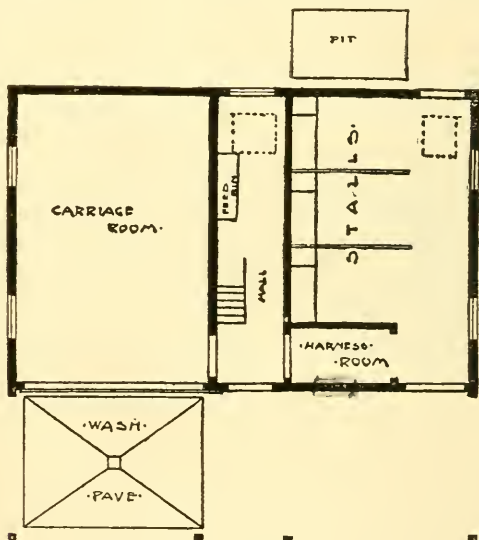 PIT
CARRIAGE
ROOM.
FEED
BIN
HALL
STALLS.
·HARNESS·
·ROOM
·WASH·
·PAVE·